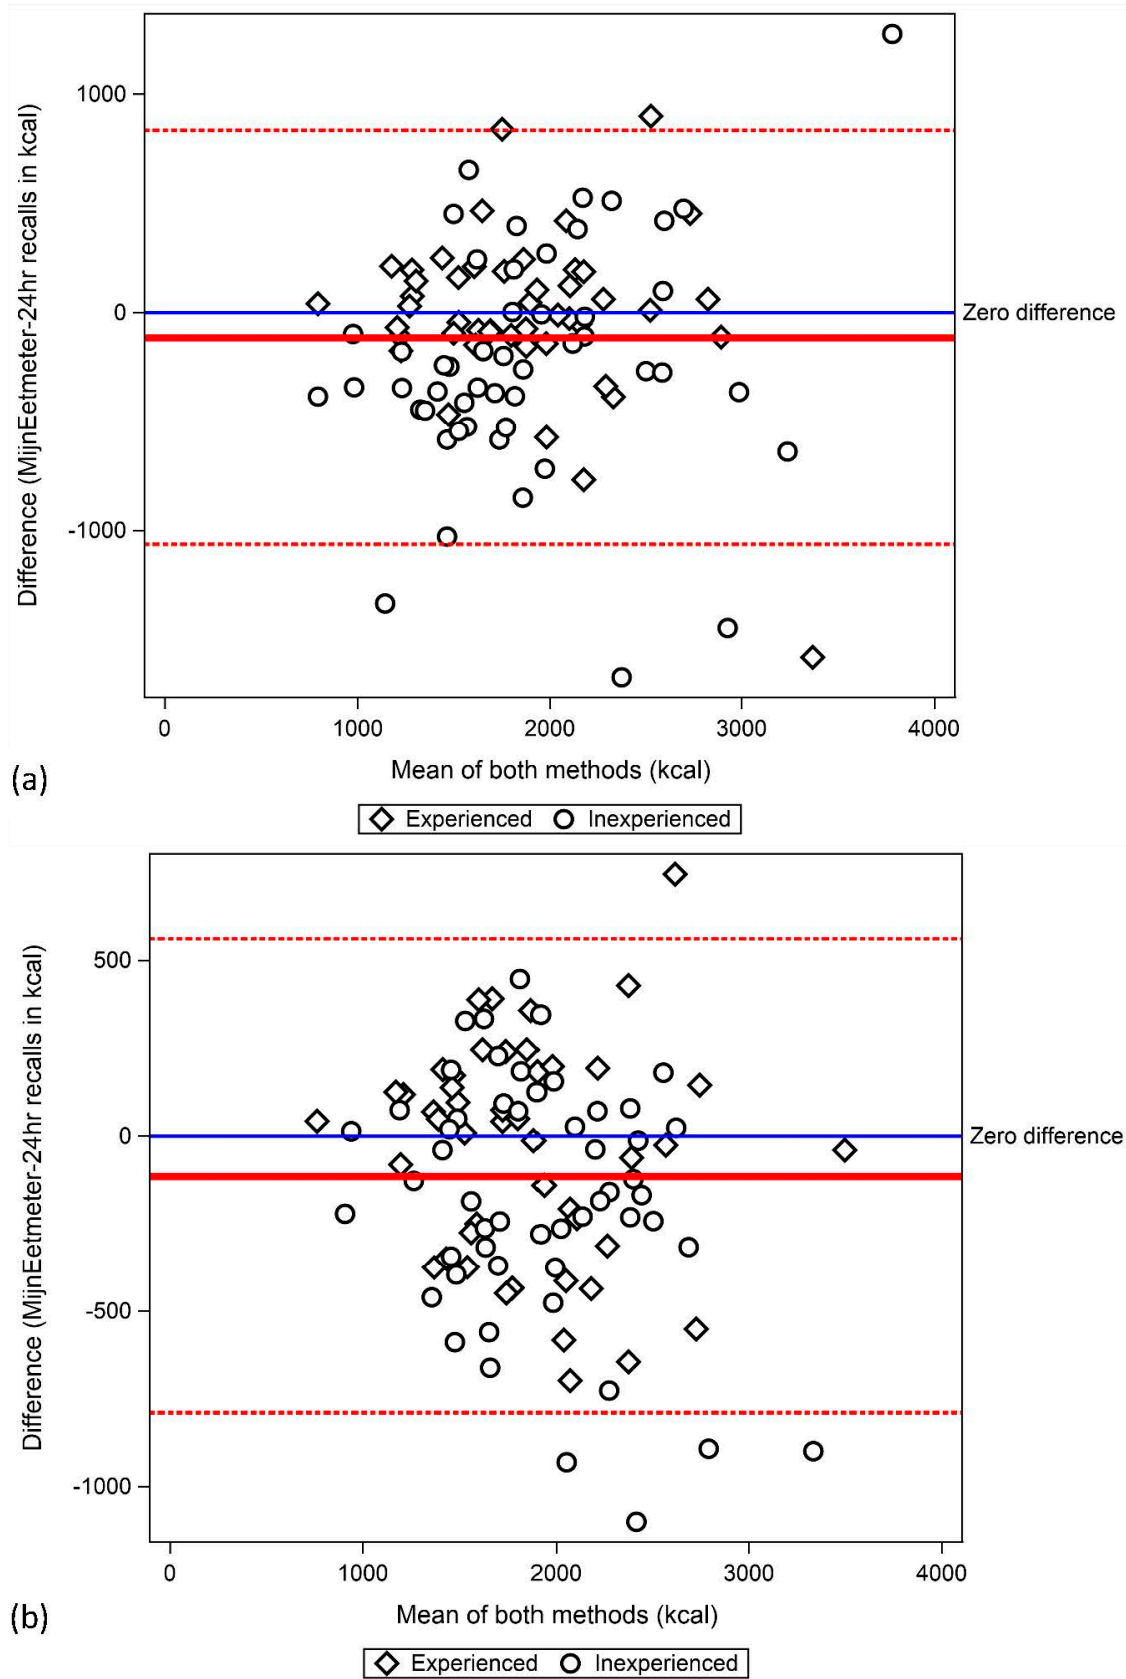 Difference (MijnEetmeter-24hr recalls in kcal)
1000
0
-1000
Zero difference
0 1000 2000 3000 4000
Mean of both methods (kcal)
(a)
Experienced Inexperienced
Difference (MijnEetmeter-24hr recalls in kcal)
500
0
-500
-1000
Zero difference
0 1000 2000 3000 4000
Mean of both methods (kcal)
(b)
Experienced Inexperienced